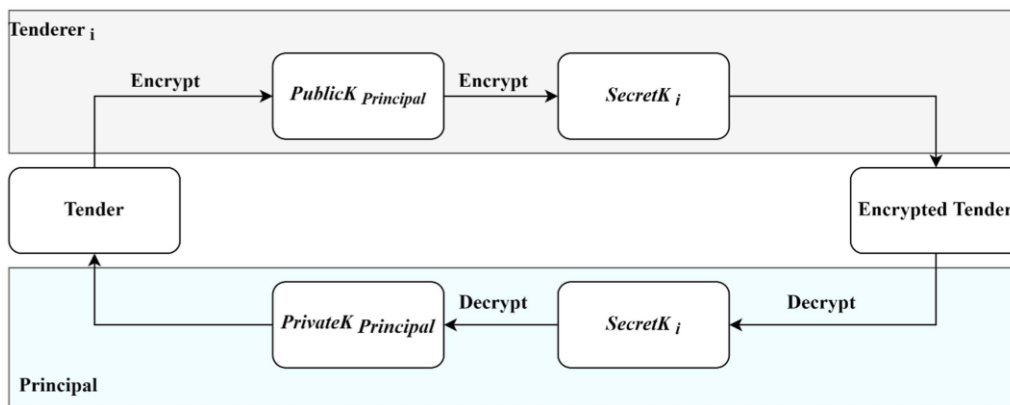 Tenderer i
Encrypt
PublicK Principal
Encrypt
SecretK i
Tender
Encrypted Tender
PrivateK Principal
Decrypt
SecretK i
Decrypt
Principal